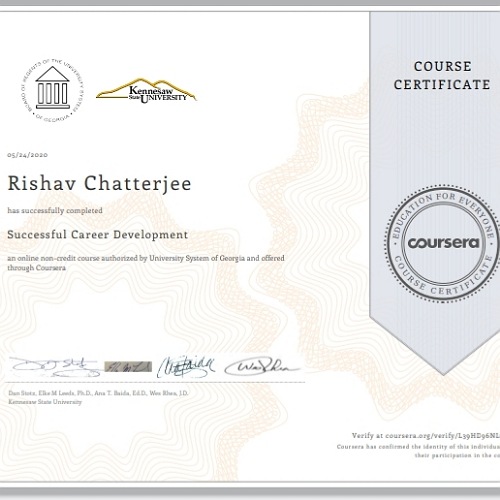 COURSE
CERTIFICATE
BOARD OF REGENTS OF THE UNIVERSITY SYSTEM
OF GEORGIA
KENNESAW
STATE UNIVERSITY
05/24/2020
Rishav Chatterjee
has successfully completed
Successful Career Development
an online non-credit course authorized by University System of Georgia and offered
through Coursera
EDUCATION FOR EVERYONE
coursera
COURSE CERTIFICATE
Dan Stotz, Elke M Leeds, Ph.D., Ana T. Baida, Ed.D., Wes Rhea, J.D.
Kennesaw State University
Verify at coursera.org/verify/L39HD96NL
Coursera has confirmed the identity of this individual
their participation in the co